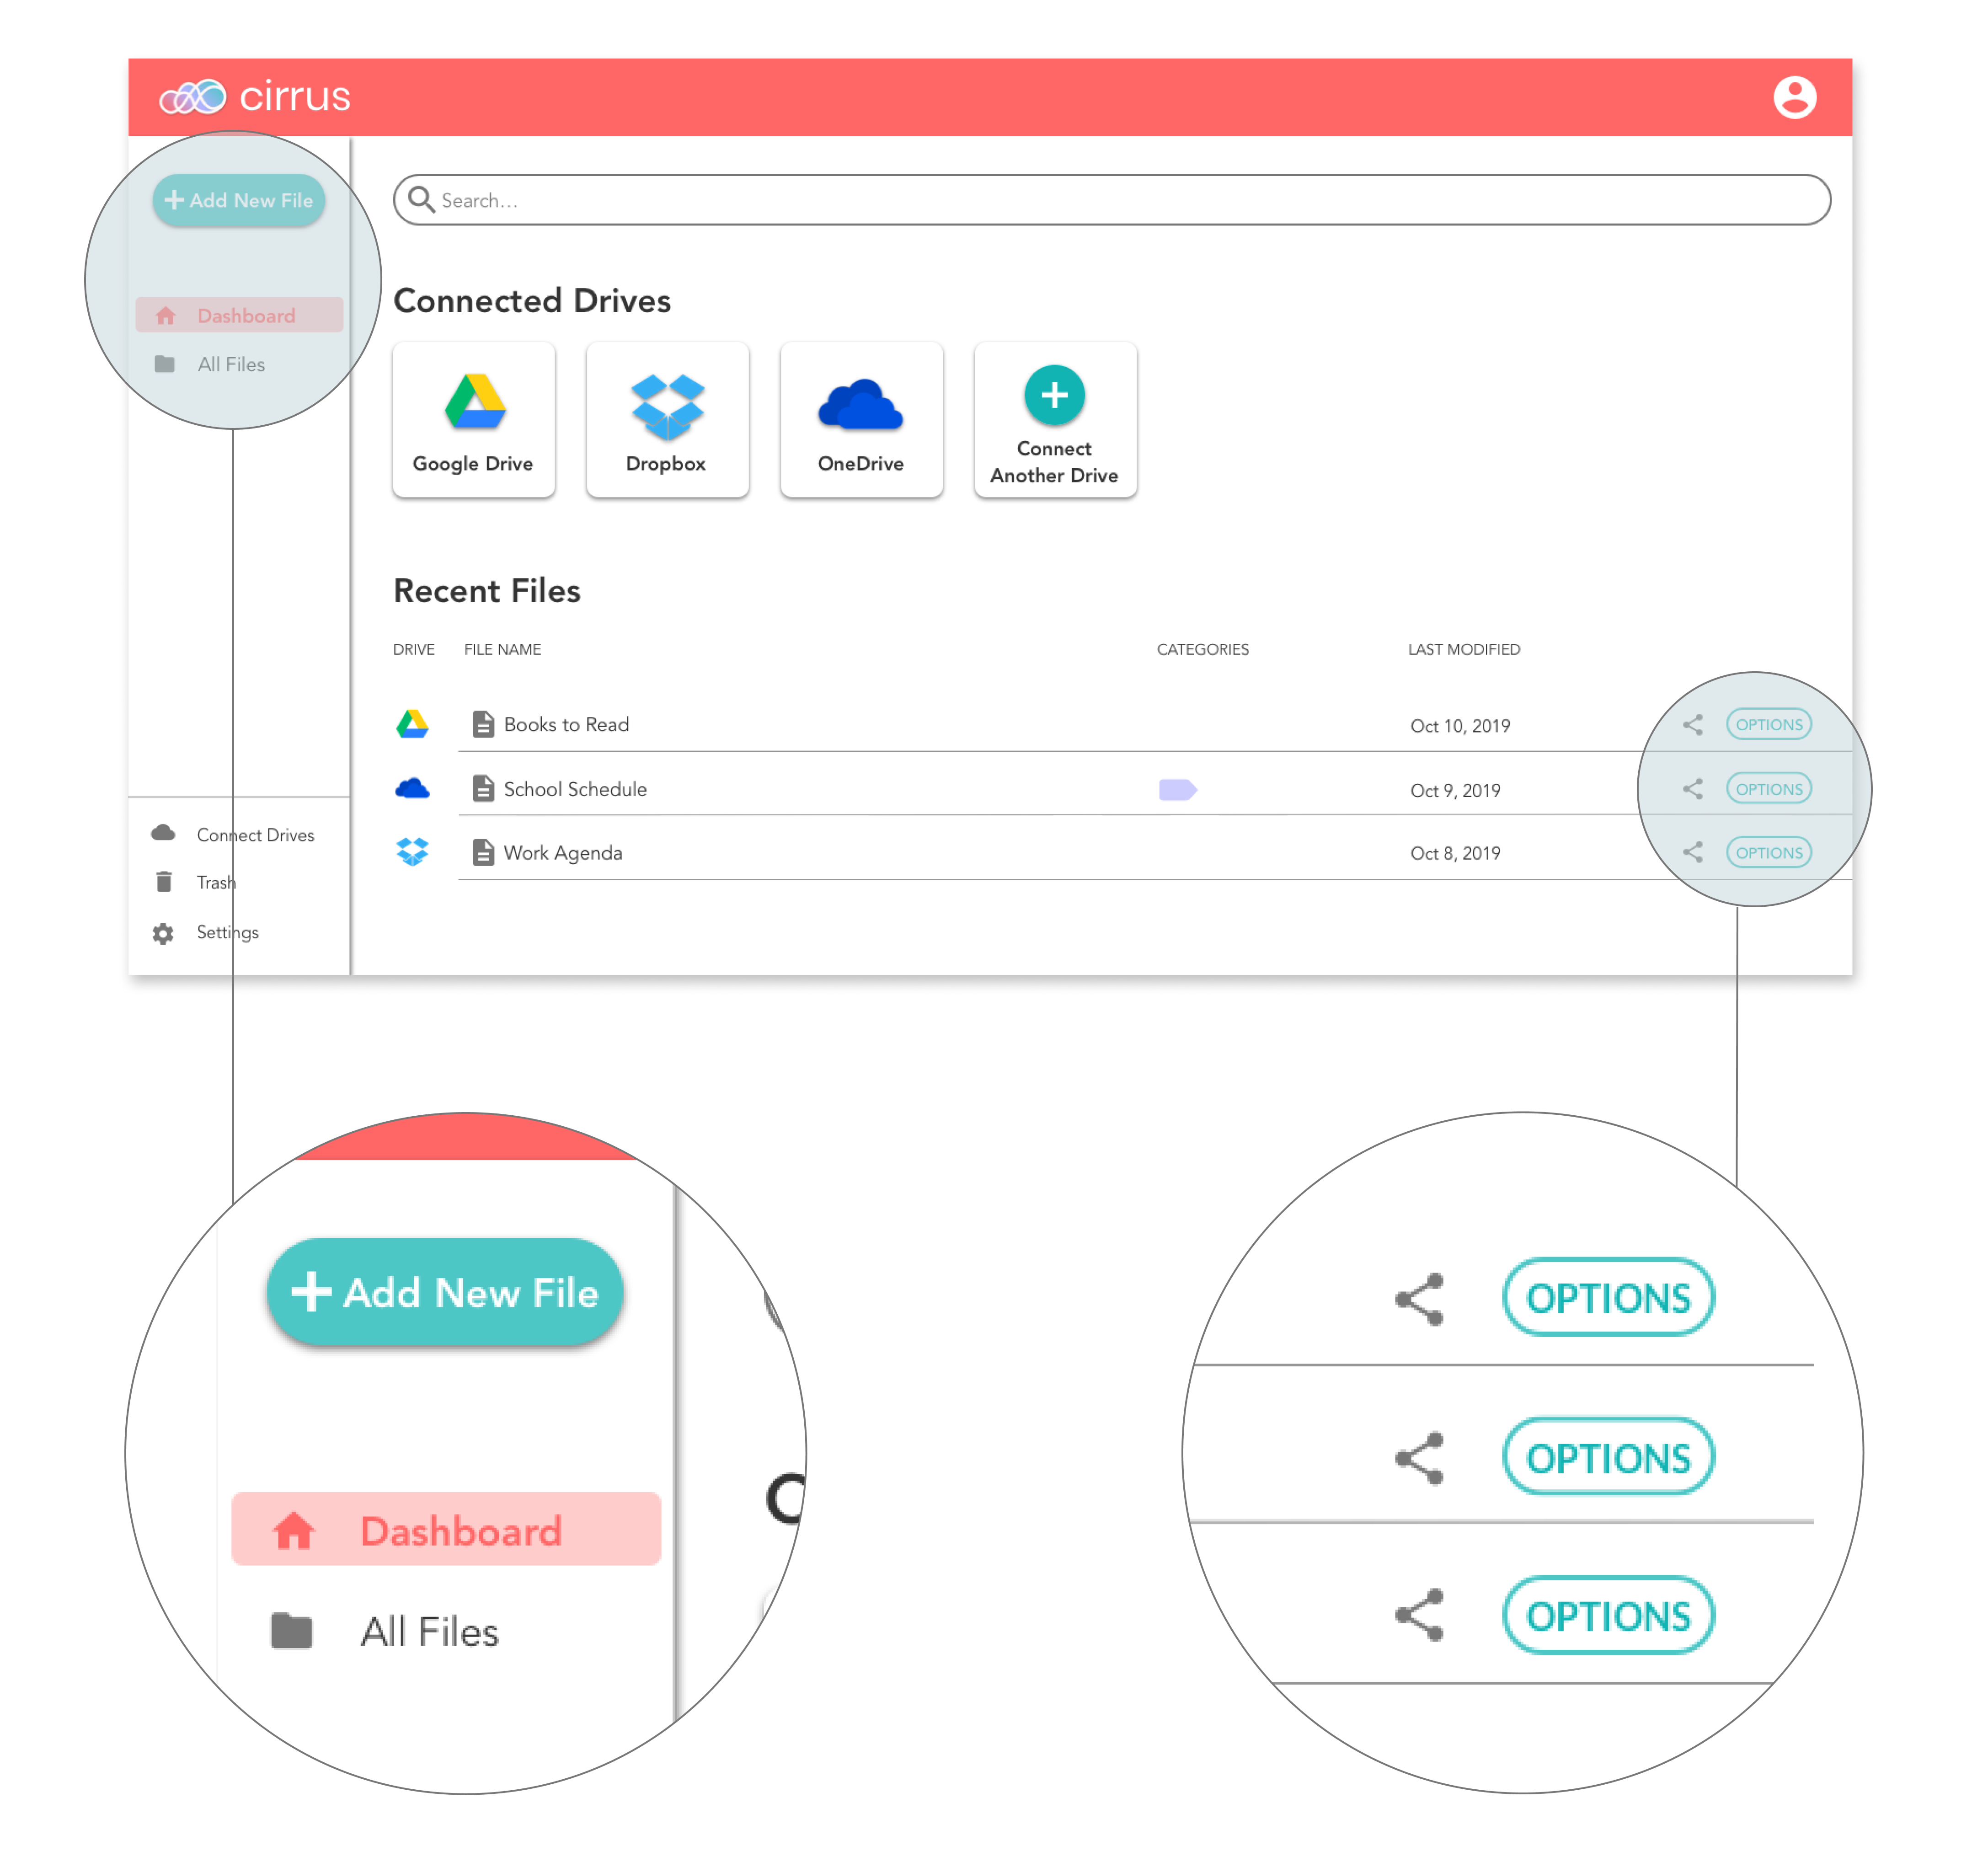 cirrus
Add New File
Search...
Dashboard
All Files
Connected Drives
Google Drive
Dropbox
OneDrive
Connect
Another Drive
Recent Files
DRIVE FILE NAME CATEGORIES LAST MODIFIED
Books to Read Oct 10, 2019 OPTIONS
School Schedule Oct 9, 2019 OPTIONS
Work Agenda Oct 8, 2019 OPTIONS
Connect Drives
Trash
Settings
Add New File
Dashboard
All Files
C
OPTIONS
OPTIONS
OPTIONS